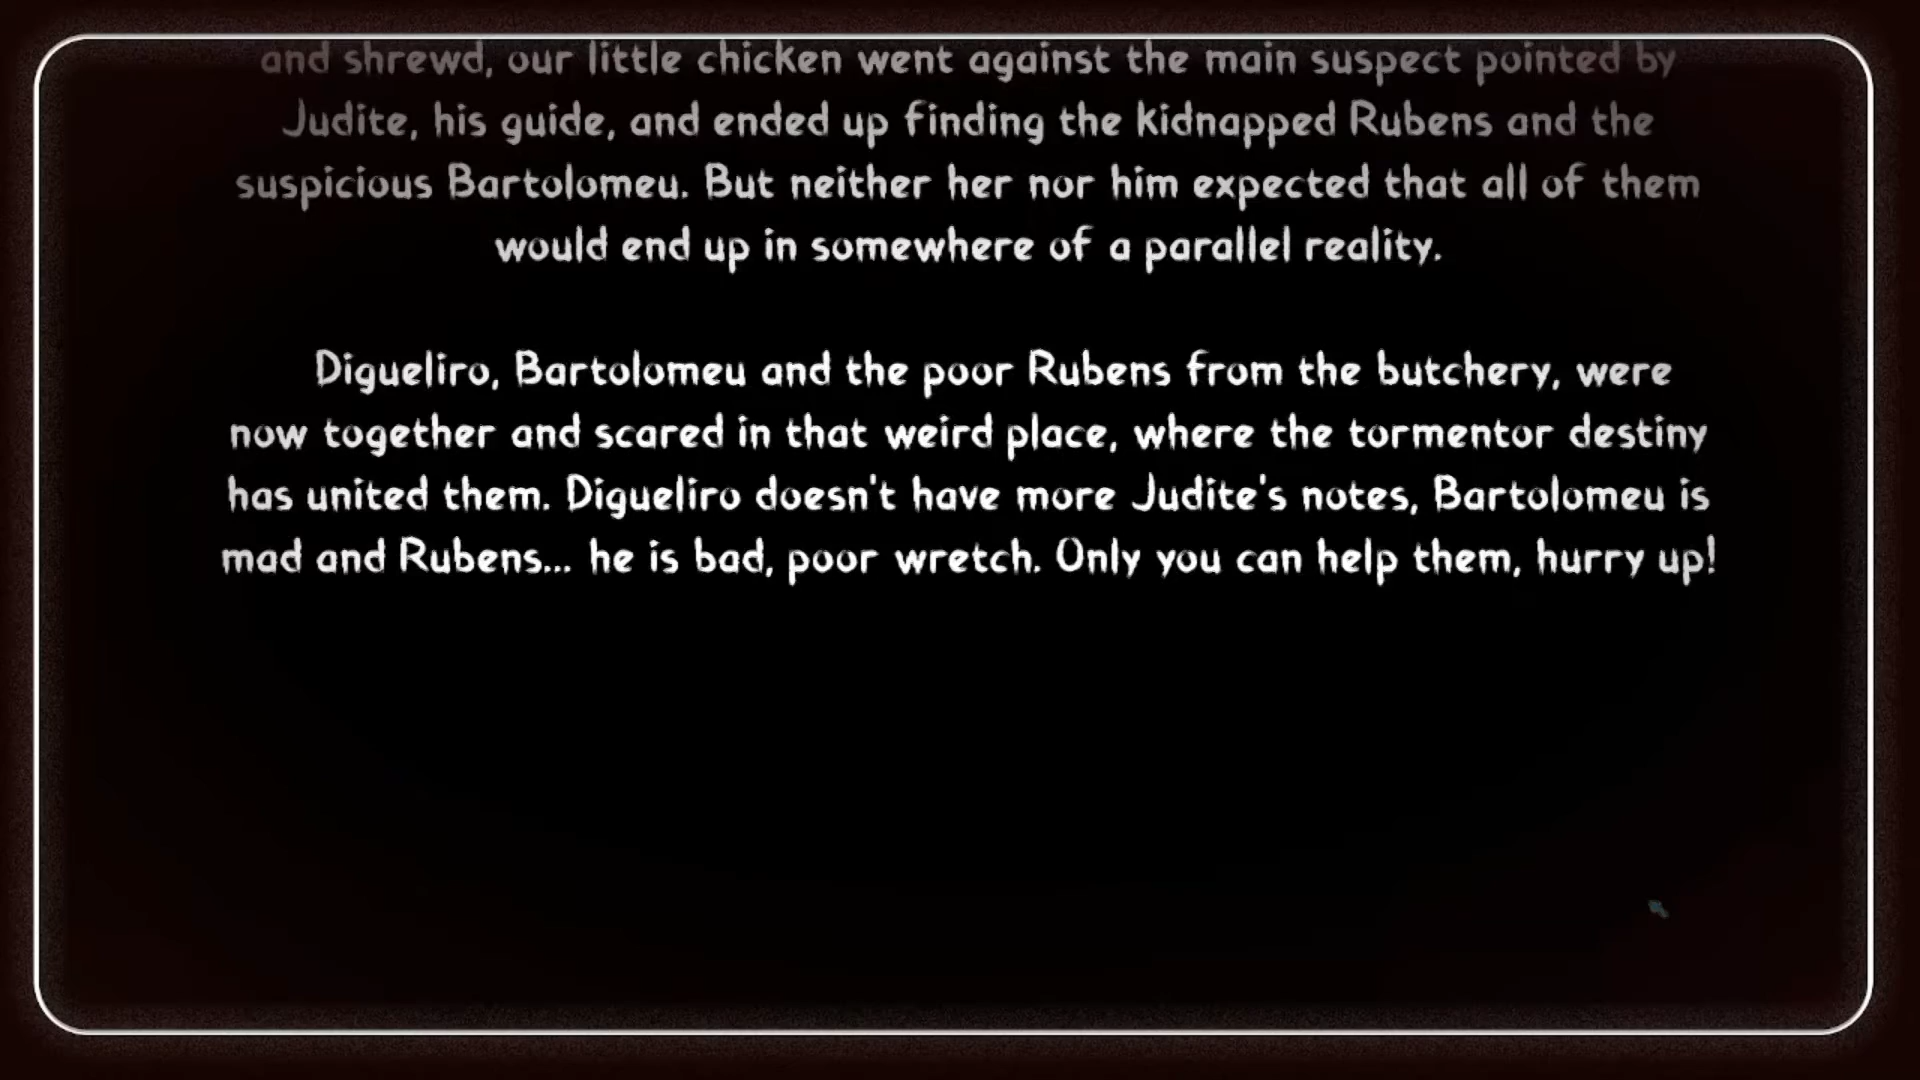 and shrewd, our little chicken went against the main suspect pointed by
Judite, his guide, and ended up finding the kidnapped Rubens and the
suspicious Bartolomeu. But neither her nor him expected that all of them
would end up in somewhere of a parallel reality.
Digueliro, Bartolomeu and the poor Rubens from the butchery, were
now together and scared in that weird place, where the tormentor destiny
has united them. Digueliro doesn't have more Judite's notes, Bartolomeu is
mad and Rubens... he is bad, poor wretch. Only you can help them, hurry up!